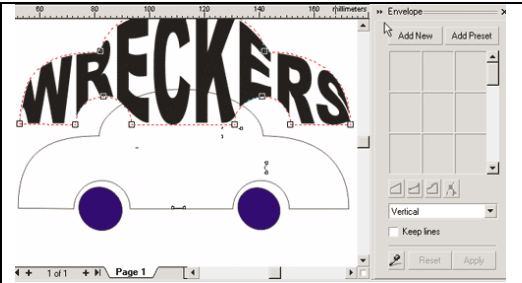 60 80 100 120 140 160 millimeters
Envelope
Add New Add Preset
WRECKERS
Vertical
Keep lines
Reset Apply
1 of 1 Page 1